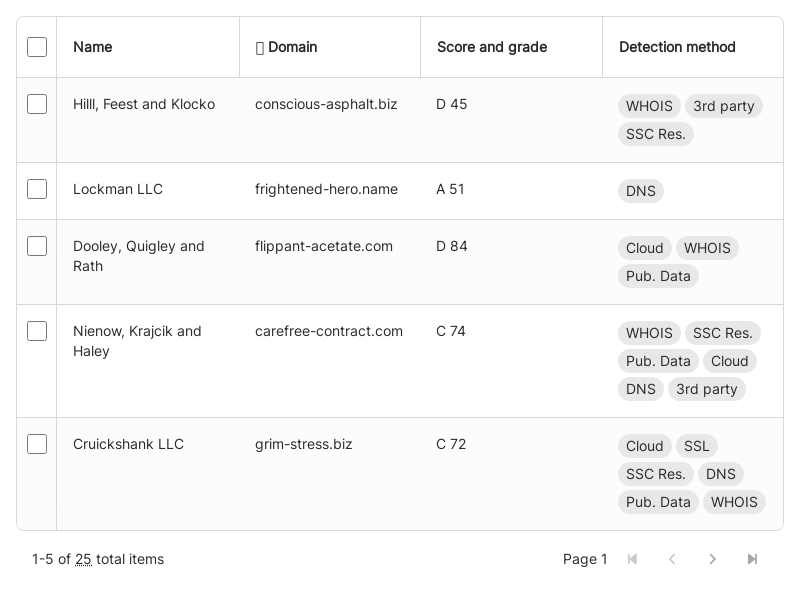 Name Domain Score and grade Detection method
Hilll, Feest and Klocko conscious-asphalt.biz D 45 WHOIS 3rd party
SSC Res.
Lockman LLC frightened-hero.name A 51 DNS
Dooley, Quigley and flippant-acetate.com D 84 Cloud WHOIS
Rath Pub. Data
Nienow, Krajcik and carefree-contract.com C 74 WHOIS SSC Res.
Haley Pub. Data Cloud
DNS 3rd party
Cruickshank LLC grim-stress.biz C 72 Cloud SSL
SSC Res. DNS
Pub. Data WHOIS
1-5 of 25 total items Page 1